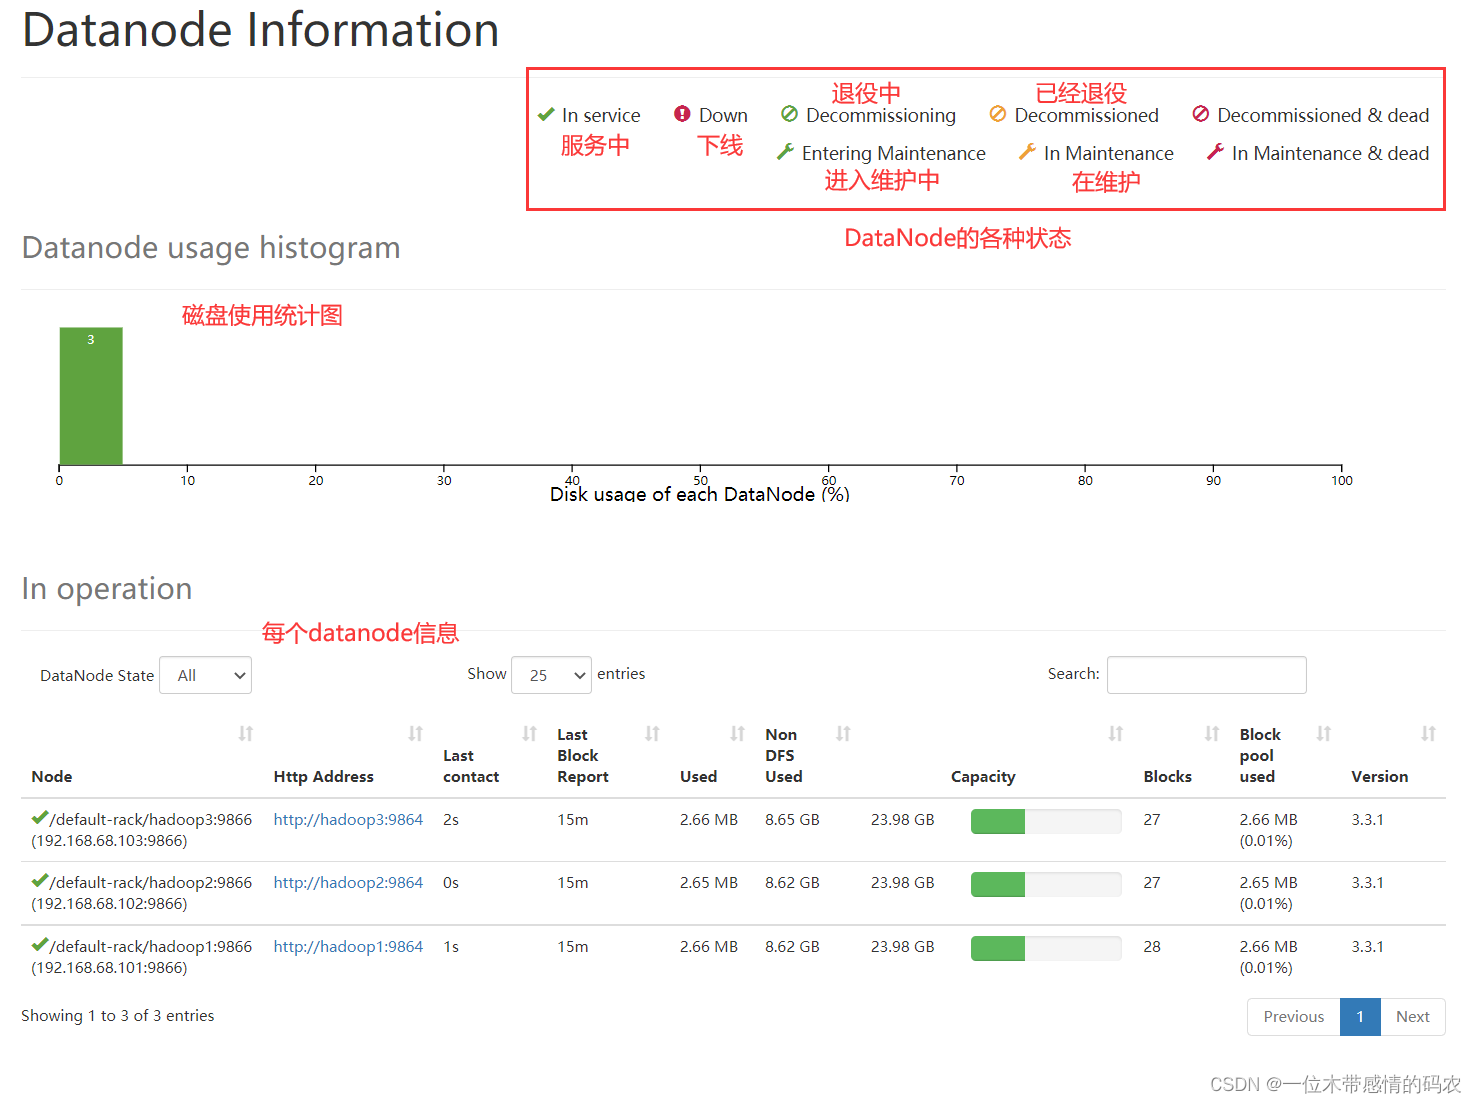 Datanode Information
退役中 已经退役
In service Down Decommissioning Decommissioned Decommissioned & dead
服务中 下线
Entering Maintenance In Maintenance In Maintenance & dead
进入维护中 在维护
DataNode的各种状态
Datanode usage histogram
磁盘使用统计图
3
0 10 20 30 40 50 60 70 80 90 100
Disk usage of each DataNode (%)
In operation
每个datanode信息
DataNode State All Show 25 entries Search:
Node Http Address Last contact Last Block Report Used Non DFS Used Capacity Blocks Block pool used Version
/default-rack/hadoop3:9866 http://hadoop3:9864 2s 15m 2.66 MB 8.65 GB 23.98 GB 27 2.66 MB 3.3.1
(192.168.68.103:9866) (0.01%)
/default-rack/hadoop2:9866 http://hadoop2:9864 0s 15m 2.65 MB 8.62 GB 23.98 GB 27 2.65 MB 3.3.1
(192.168.68.102:9866) (0.01%)
/default-rack/hadoop1:9866 http://hadoop1:9864 1s 15m 2.66 MB 8.62 GB 23.98 GB 28 2.66 MB 3.3.1
(192.168.68.101:9866) (0.01%)
Showing 1 to 3 of 3 entries Previous 1 Next
CSDN @一位木带感情的码农